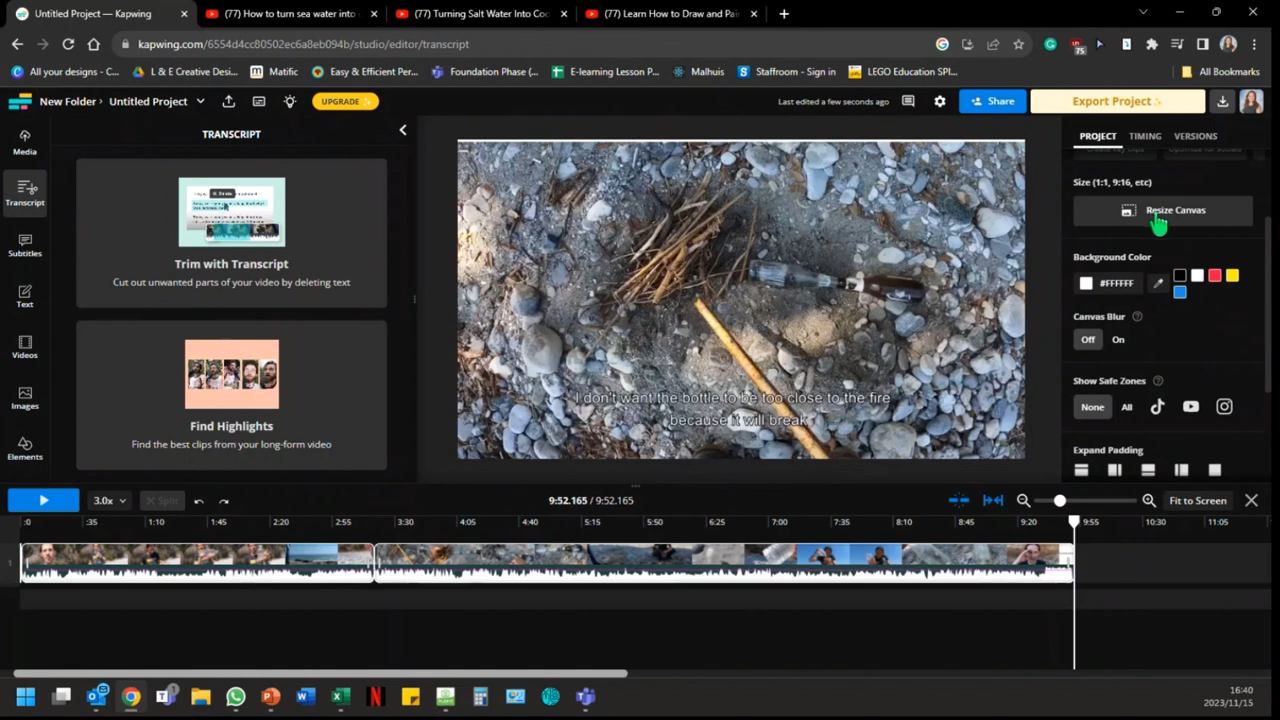 Untitled Project — Kapwing
(77) How to turn sea water into
(77) Turning Salt Water Into Coo
(77) Learn How to Draw and Pai
kapwing.com/6554d4cc80502ec6a8eb094b/studio/editor/transcript
75
All your designs - C...
L & E Creative Desi...
Matific
Easy & Efficient Per...
Foundation Phase (...
E-learning Lesson P...
Malhuis
Staffroom - Sign in
LEGO Education SPI...
All Bookmarks
New Folder › Untitled Project
UPGRADE
Last edited a few seconds ago
Share
Export Project
Media
Transcript
Subtitles
Text
Videos
Images
Elements
TRANSCRIPT
Trim with Transcript
Cut out unwanted parts of your video by deleting text
Find Highlights
Find the best clips from your long-form video
I don't want the bottle to be too close to the fire
because it will break
PROJECT TIMING VERSIONS
Size (1:1, 9:16, etc)
Resize Canvas
Background Color
#FFFFFF
Canvas Blur
Off On
Show Safe Zones
None All
Expand Padding
3.0x
Split
9:52.165 / 9:52.165
Fit to Screen
:0 :35 1:10 1:45 2:20 2:55 3:30 4:05 4:40 5:15 5:50 6:25 7:00 7:35 8:10 8:45 9:20 9:55 10:30 11:05
1
16:40
2023/11/15